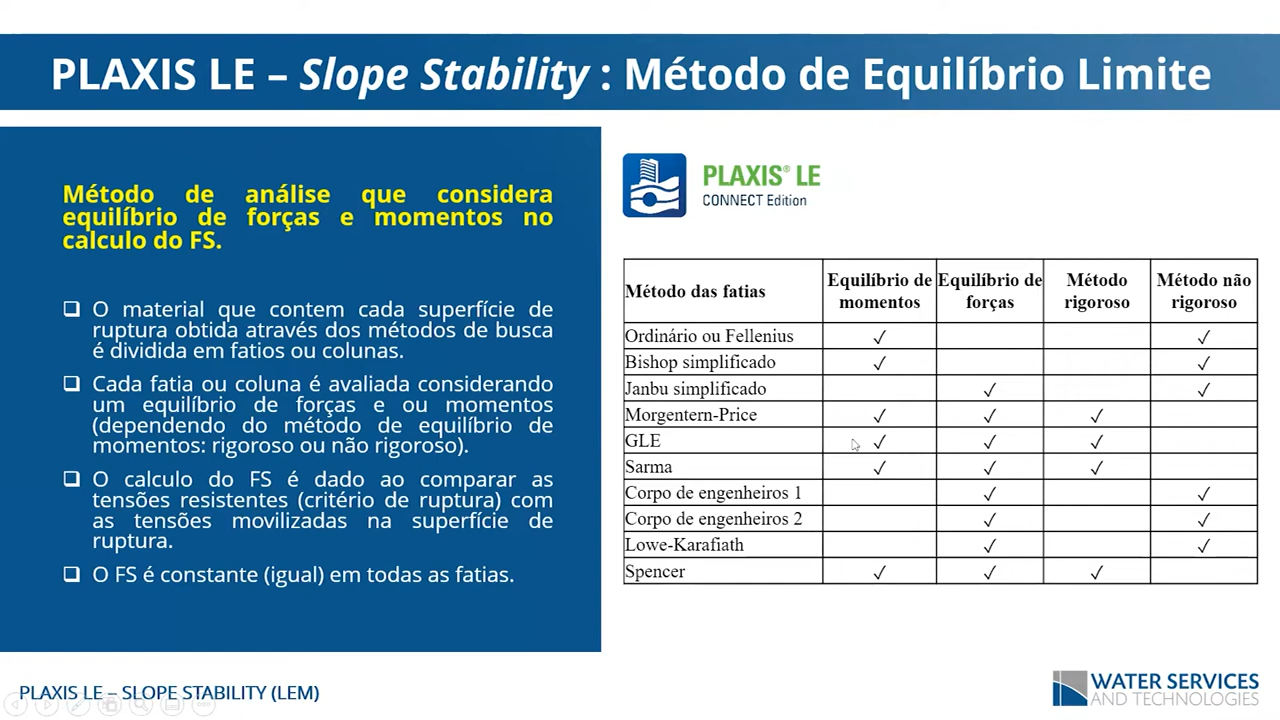 PLAXIS LE – Slope Stability : Método de Equilíbrio Limite
Método de análise que considera
equilíbrio de forças e momentos no
calculo do FS.
❑ O material que contem cada superfície de
ruptura obtida através dos métodos de busca
é dividida em fatios ou colunas.
❑ Cada fatia ou coluna é avaliada considerando
um equilíbrio de forças e ou momentos
(dependendo do método de equilíbrio de
momentos: rigoroso ou não rigoroso).
❑ O calculo do FS é dado ao comparar as
tensões resistentes (critério de ruptura) com
as tensões movilizadas na superfície de
ruptura.
❑ O FS é constante (igual) em todas as fatias.
PLAXIS® LE
CONNECT Edition
Método das fatias | Equilíbrio de momentos | Equilíbrio de forças | Método rigoroso | Método não rigoroso
Ordinário ou Fellenius | ✓ | | | ✓
Bishop simplificado | ✓ | | | ✓
Janbu simplificado | | ✓ | | ✓
Morgentern-Price | ✓ | ✓ | ✓ |
GLE | ✓ | ✓ | ✓ |
Sarma | ✓ | ✓ | ✓ |
Corpo de engenheiros 1 | | ✓ | | ✓
Corpo de engenheiros 2 | | ✓ | | ✓
Lowe-Karafiath | | ✓ | | ✓
Spencer | ✓ | ✓ | ✓ |
PLAXIS LE – SLOPE STABILITY (LEM)
WATER SERVICES
AND TECHNOLOGIES